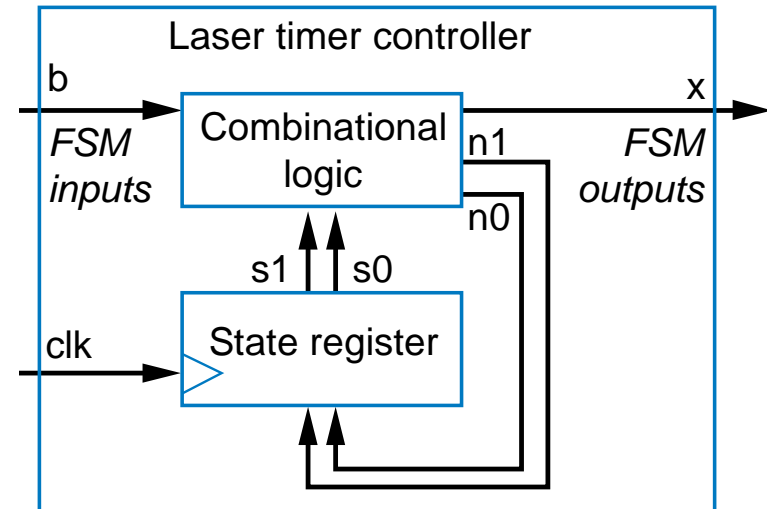 Laser timer controller
b
x
FSM
inputs
Combinational
logic
n1
n0
FSM
outputs
s1
s0
clk
State register